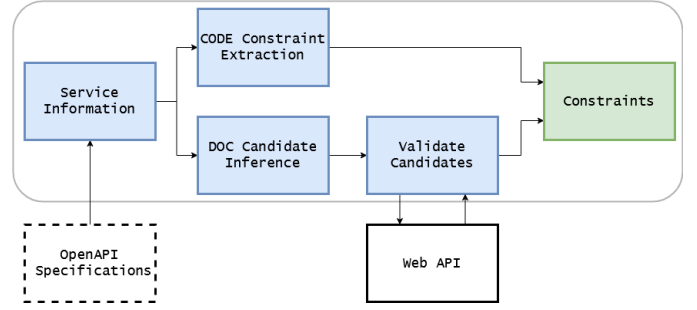 CODE Constraint
Extraction
Service
Information
Constraints
DOC Candidate
Inference
Validate
Candidates
OpenAPI
Specifications
Web API